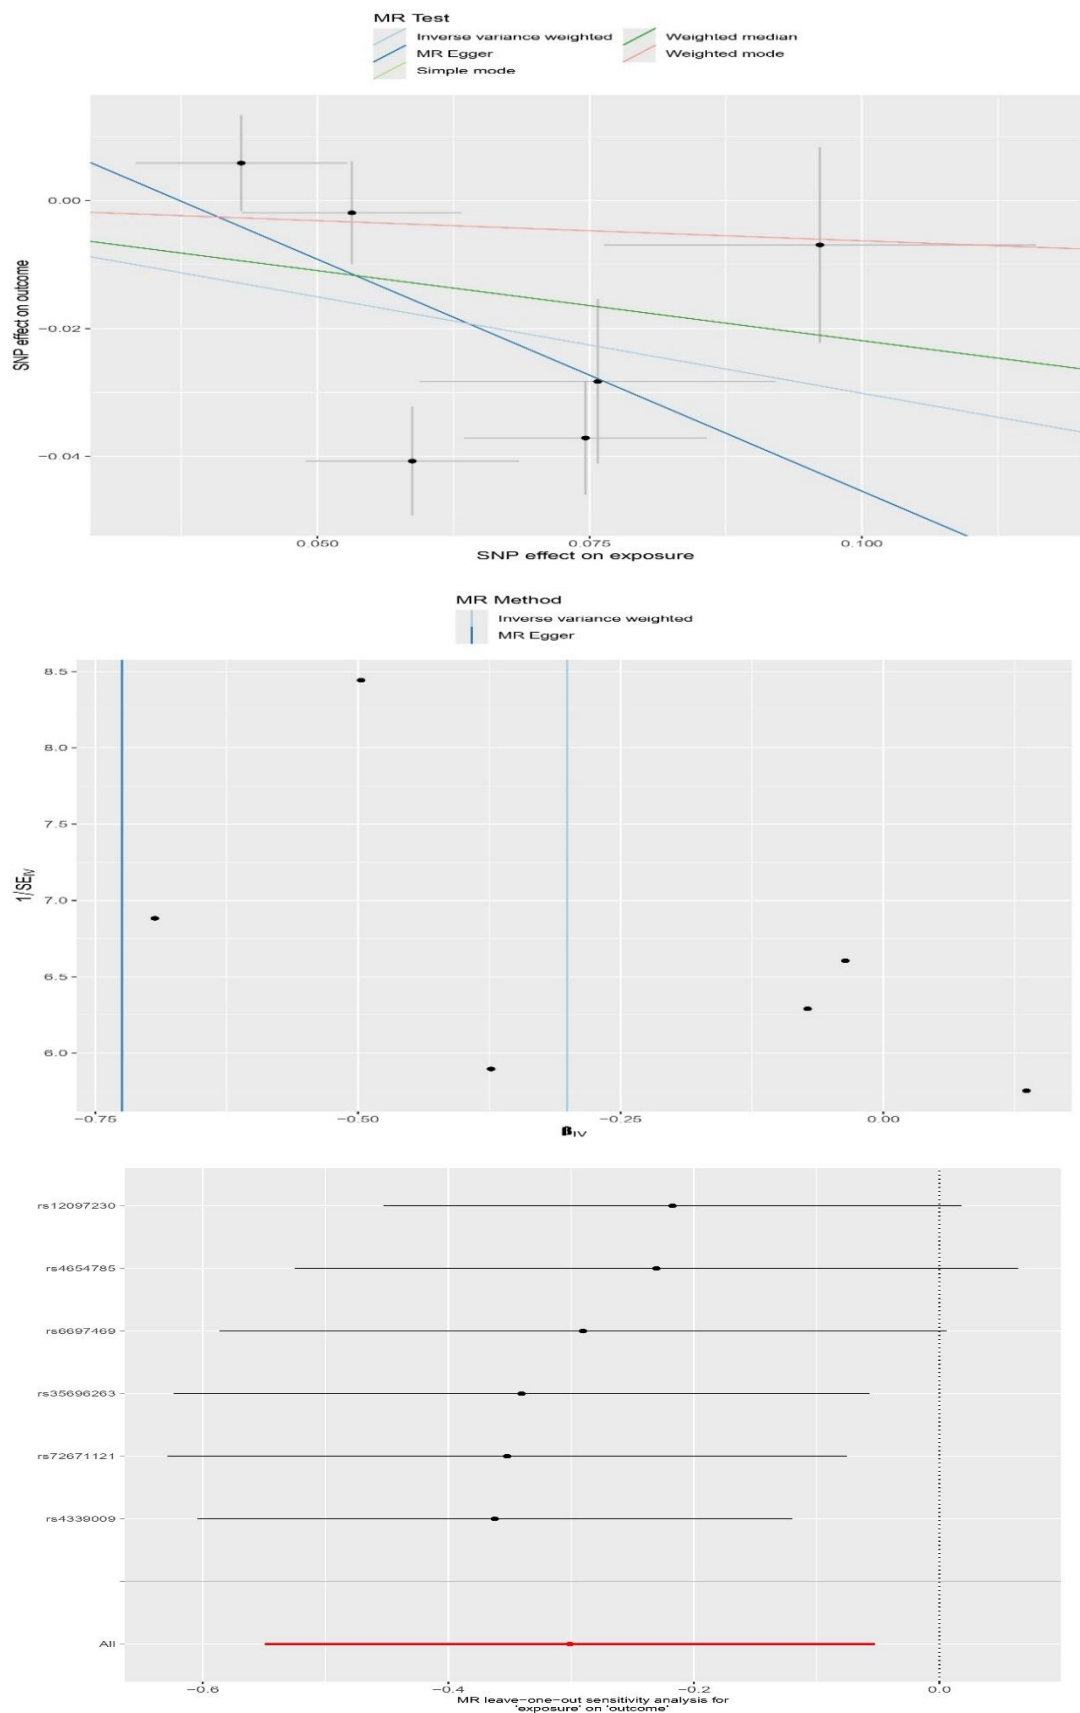 MR Test
Inverse variance weighted
Weighted median
MR Egger
Weighted mode
Simple mode
0.00
−0.02
−0.04
SNP effect on outcome
0.050
0.075
0.100
SNP effect on exposure
MR Method
Inverse variance weighted
MR Egger
8.5
8.0
7.5
7.0
6.5
6.0
1/SEIV
−0.75
−0.50
−0.25
0.00
βIV
rs12097230
rs4654785
rs6697469
rs35696263
rs72671121
rs4339009
All
−0.6
−0.4
−0.2
0.0
MR leave−one−out sensitivity analysis for
'exposure' on 'outcome'